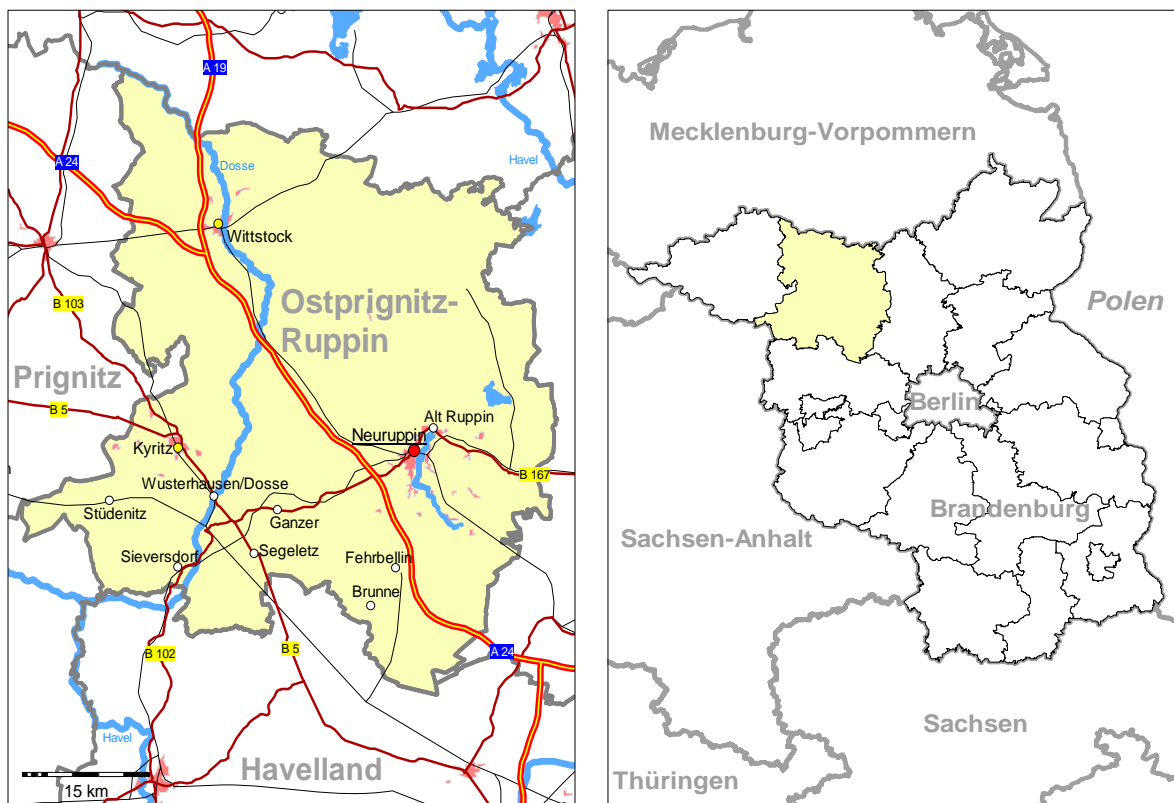 A 19
Mecklenburg-Vorpommern
A 24
Dosse
Havel
Wittstock
B 103
Ostprignitz-
Ruppin
Polen
Prignitz
B 5
Berlin
Alt Ruppin
Neuruppin
Kyritz
B 167
Wusterhausen/Dosse
Stüdenitz
Ganzer
Brandenburg
Sachsen-Anhalt
Segeletz
Sieversdorf
Fehrbellin
Brunne
B 102
B 5
A 24
Sachsen
Havel
Havelland
Thüringen
15 km